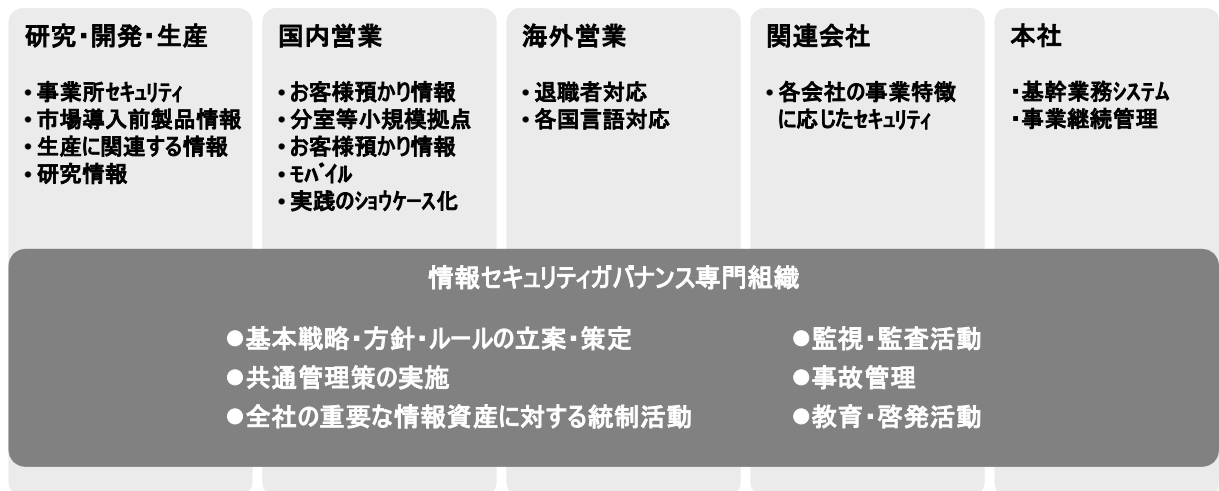 研究・開発・生産
・事業所ｾｷｭﾘﾃｨ
・市場導入前製品情報
・生産に関連する情報
・研究情報
国内営業
・お客様預かり情報
・分室等小規模拠点
・お客様預かり情報
・ﾓﾊﾞｲﾙ
・実践のｼｮｳｹｰｽ化
海外営業
・退職者対応
・各国言語対応
関連会社
・各会社の事業特徴
に応じたｾｷｭﾘﾃｨ
本社
・基幹業務ｼｽﾃﾑ
・事業継続管理
情報セキュリティガバナンス専門組織
●基本戦略・方針・ルールの立案・策定
●共通管理策の実施
●全社の重要な情報資産に対する統制活動
●監視・監査活動
●事故管理
●教育・啓発活動